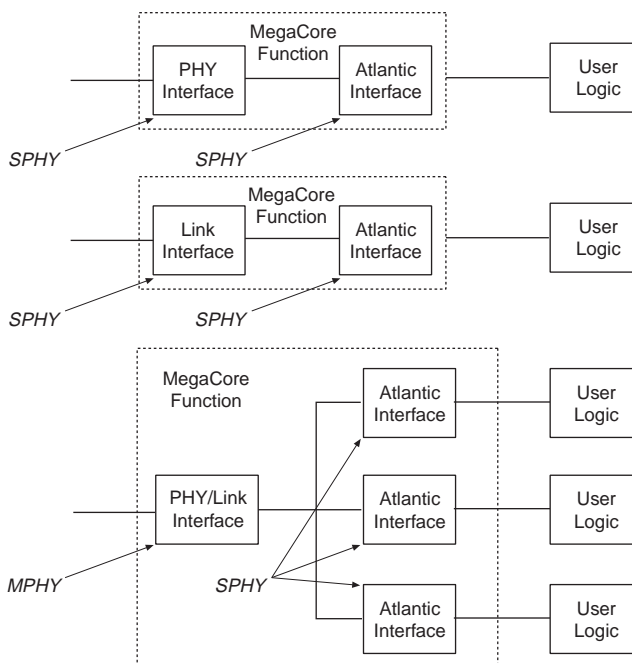 MegaCore
Function
PHY
Interface
Atlantic
Interface
User
Logic
SPHY
SPHY
MegaCore
Function
Link
Interface
Atlantic
Interface
User
Logic
SPHY
SPHY
MegaCore
Function
Atlantic
Interface
User
Logic
PHY/Link
Interface
Atlantic
Interface
User
Logic
MPHY
SPHY
Atlantic
Interface
User
Logic